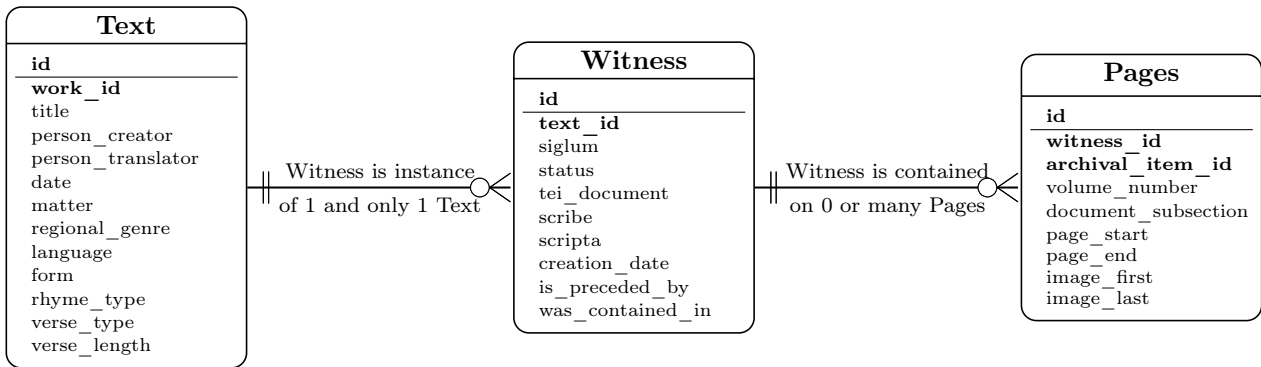 Text
id
work_id
title
person_creator
person_translator
date
matter
regional_genre
language
form
rhyme_type
verse_type
verse_length
Witness is instance
of 1 and only 1 Text
Witness
id
text_id
siglum
status
tei_document
scribe
scripta
creation_date
is_preceded_by
was_contained_in
Witness is contained
on 0 or many Pages
Pages
id
witness_id
archival_item_id
volume_number
document_subsection
page_start
page_end
image_first
image_last